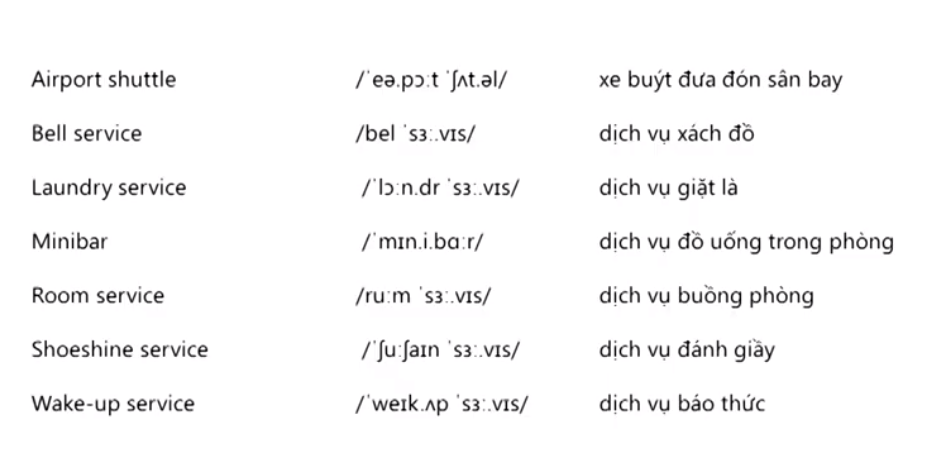 Airport shuttle /ˈeə.pɔːt ˈʃʌt.əl/ xe buýt đưa đón sân bay
Bell service /bel ˈsɜː.vɪs/ dịch vụ xách đồ
Laundry service /ˈlɔːn.dr ˈsɜː.vɪs/ dịch vụ giặt là
Minibar /ˈmɪn.i.bɑːr/ dịch vụ đồ uống trong phòng
Room service /ruːm ˈsɜː.vɪs/ dịch vụ buồng phòng
Shoeshine service /ˈʃuːʃaɪn ˈsɜː.vɪs/ dịch vụ đánh giầy
Wake-up service /ˈweɪk.ʌp ˈsɜː.vɪs/ dịch vụ báo thức